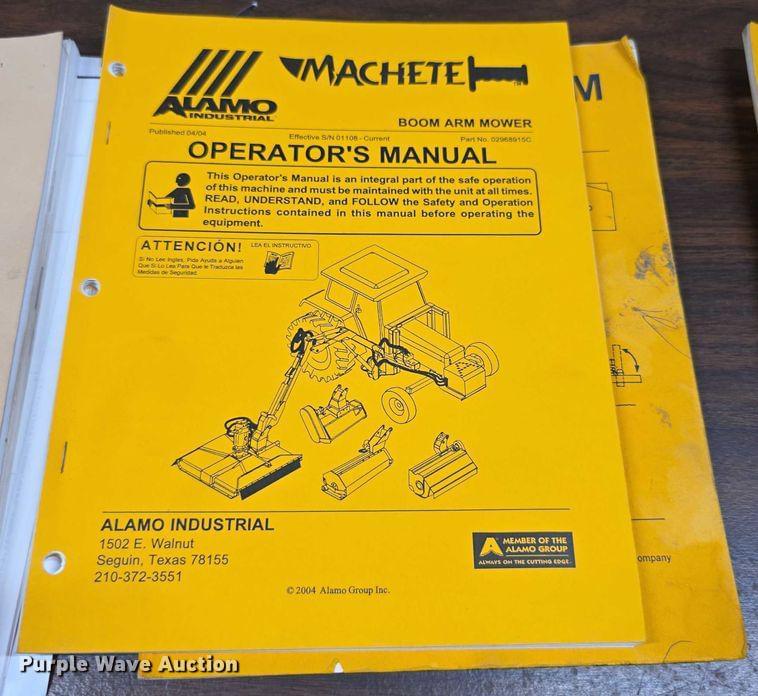 MACHETE
ALAMO
INDUSTRIAL
BOOM ARM MOWER
Published 04/04
Effective S/N 01108 - Current
Part No. 02968915C
OPERATOR'S MANUAL
This Operator's Manual is an integral part of the safe operation
of this machine and must be maintained with the unit at all times.
READ, UNDERSTAND, and FOLLOW the Safety and Operation
Instructions contained in this manual before operating the
equipment.
ATTENCIÓN!
LEA EL INSTRUCTIVO
Si No Lee Ingles, Pida Ayuda a Alguien
Que Si Lo Lea Para Que le Traduzca las
Medidas de Seguridad.
ALAMO INDUSTRIAL
1502 E. Walnut
Seguin, Texas 78155
210-372-3551
MEMBER OF THE
ALAMO GROUP
ALWAYS ON THE CUTTING EDGE
© 2004 Alamo Group Inc.
M
ompany
Purple Wave Auction